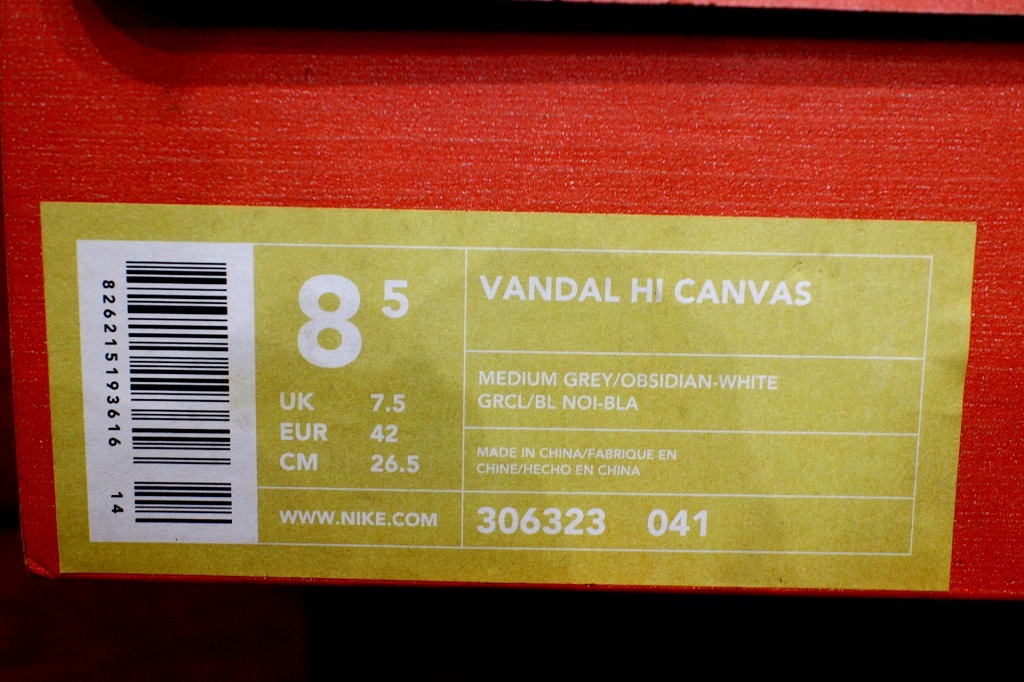 826215193616
14
8 5
UK 7.5
EUR 42
CM 26.5
WWW.NIKE.COM
VANDAL HI CANVAS
MEDIUM GREY/OBSIDIAN-WHITE
GRCL/BL NOI-BLA
MADE IN CHINA/FABRIQUE EN
CHINE/HECHO EN CHINA
306323 041